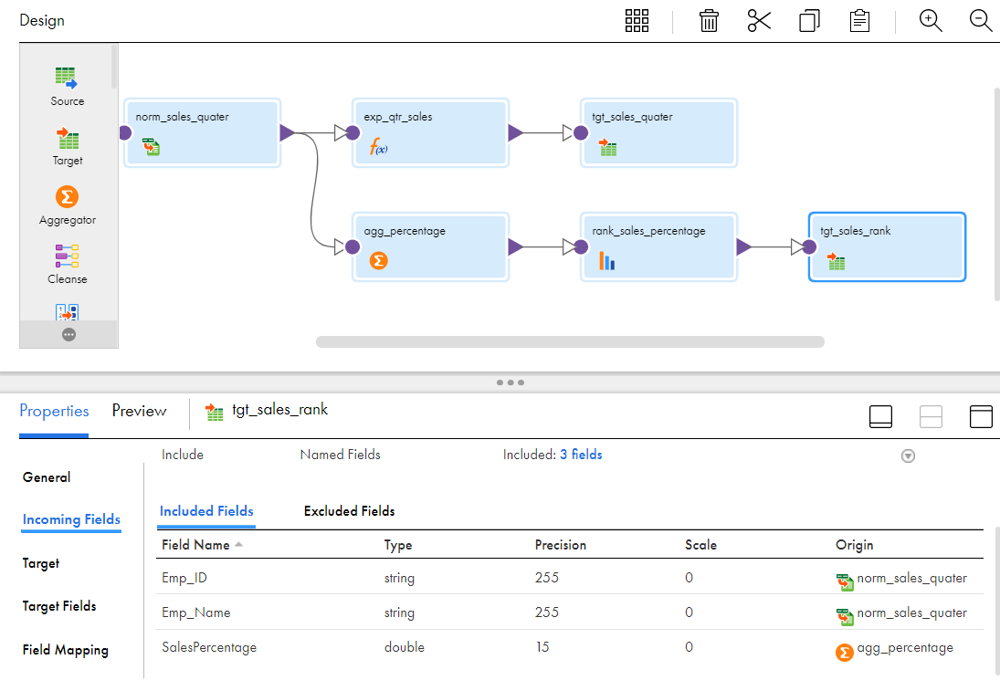 Design
Source
Target
Aggregator
Cleanse
norm_sales_quater
exp_qtr_sales
f(x)
tgt_sales_quater
agg_percentage
Σ
rank_sales_percentage
tgt_sales_rank
Properties Preview tgt_sales_rank
General
Incoming Fields
Target
Target Fields
Field Mapping
Include Named Fields Included: 3 fields
Included Fields Excluded Fields
Field Name Type Precision Scale Origin
Emp_ID string 255 0 norm_sales_quater
Emp_Name string 255 0 norm_sales_quater
SalesPercentage double 15 0 agg_percentage